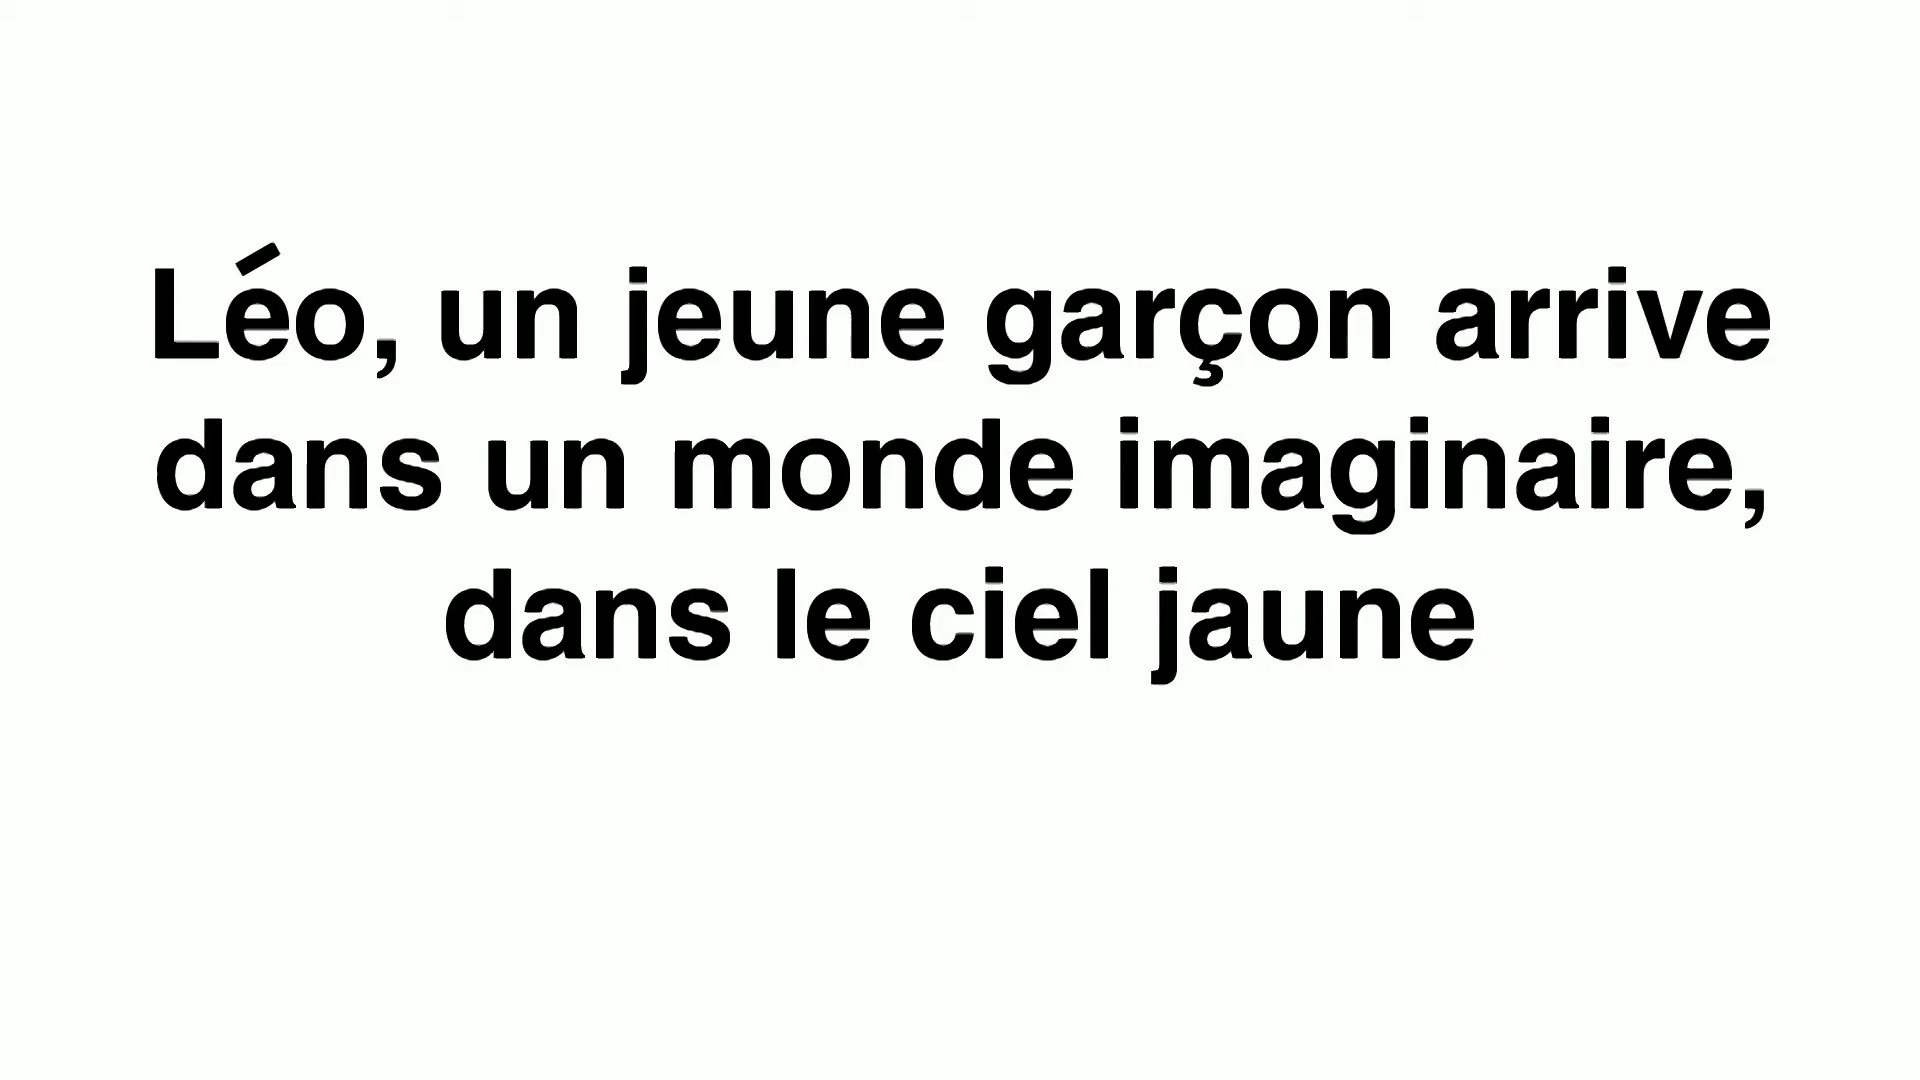 Léo, un jeune garçon arrive
dans un monde imaginaire,
dans le ciel jaune